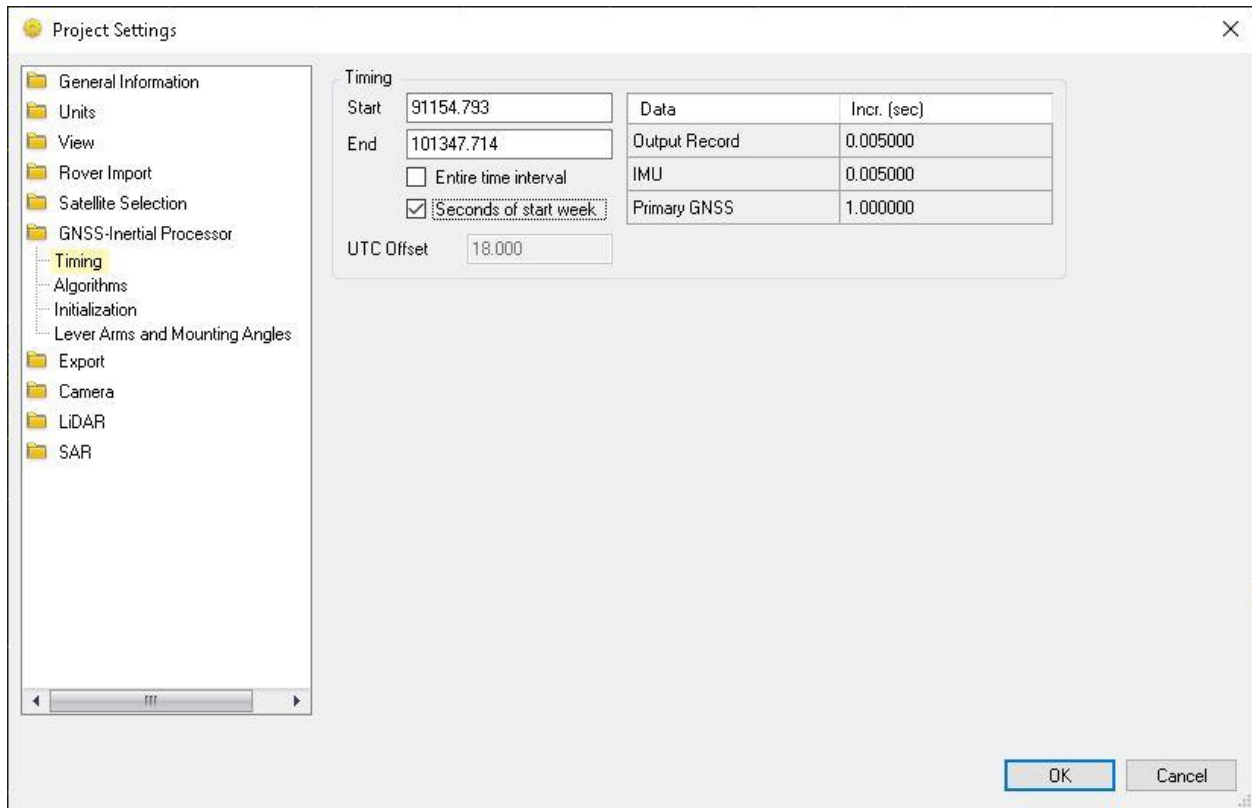 Project Settings
General Information
Units
View
Rover Import
Satellite Selection
GNSS-Inertial Processor
Timing
Algorithms
Initialization
Lever Arms and Mounting Angles
Export
Camera
LiDAR
SAR
Timing
Start 91154.793
End 101347.714
Entire time interval
Seconds of start week
UTC Offset 18.000
Data Incr. (sec)
Output Record 0.005000
IMU 0.005000
Primary GNSS 1.000000
OK Cancel